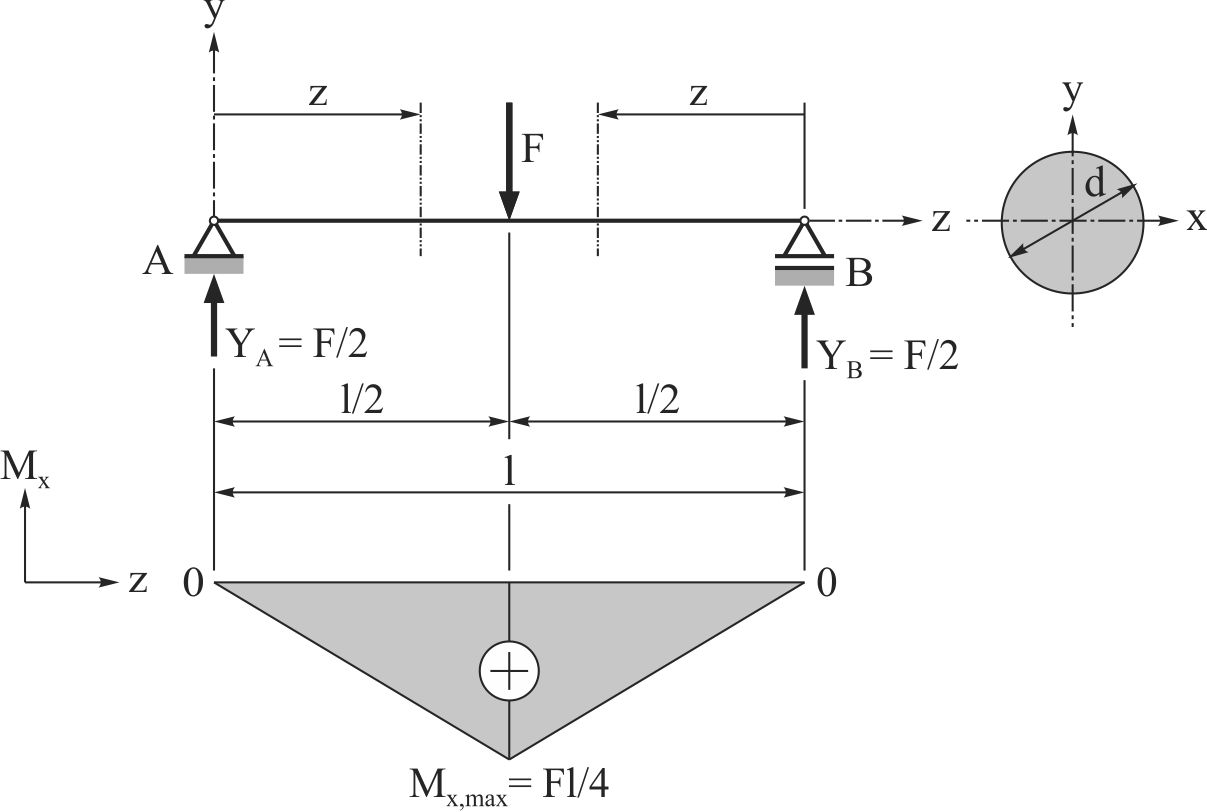 y
z
z
F
y
d
z
x
A
B
Y_A = F/2
Y_B = F/2
l/2
l/2
l
M_x
z
0
0
M_x,max = Fl/4